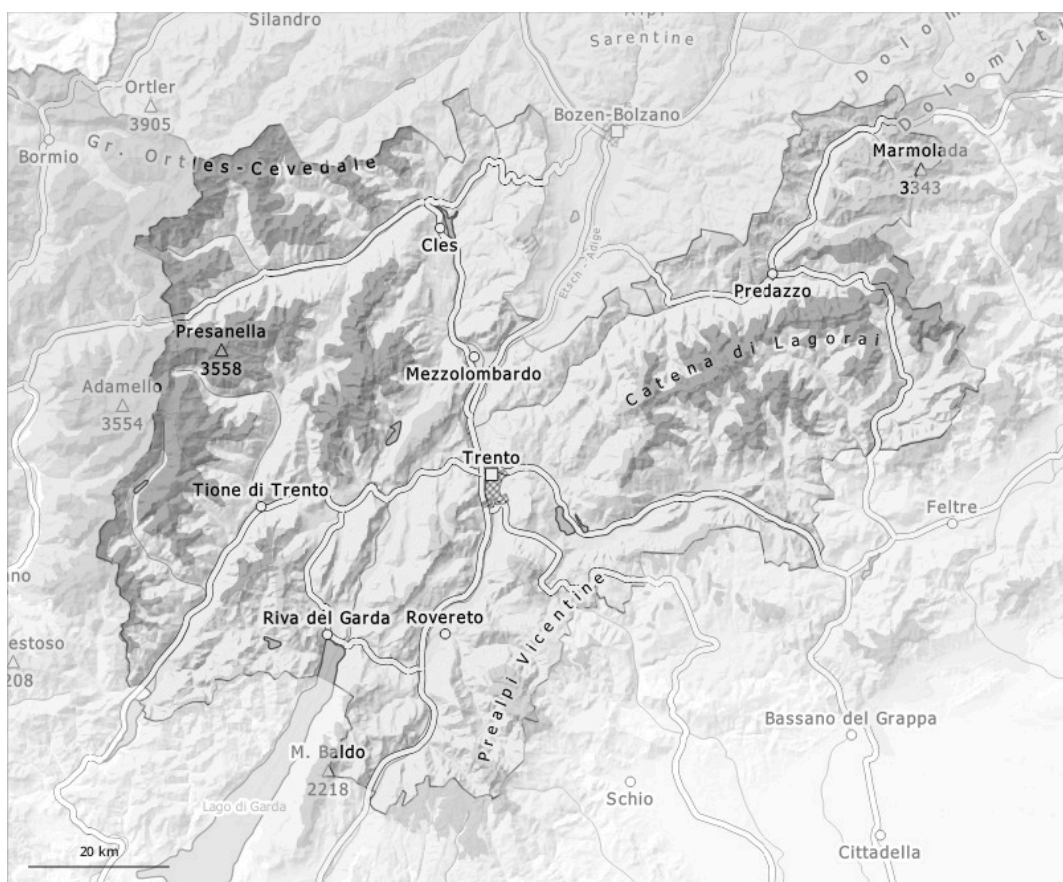 Silandro
Sarentine
Ortler
3905
Bozen-Bolzano
Bormio
Gr. Ortles-Cevedale
Marmolada
3343
Cles
Etsch - Adige
Predazzo
Presanella
3558
Catena di Lagorai
Mezzolombardo
Adamello
3554
Trento
Tione di Trento
Feltre
Riva del Garda
Rovereto
Prealpi Vicentine
208
Bassano del Grappa
M. Baldo
2218
Lago di Garda
Schio
20 km
Cittadella